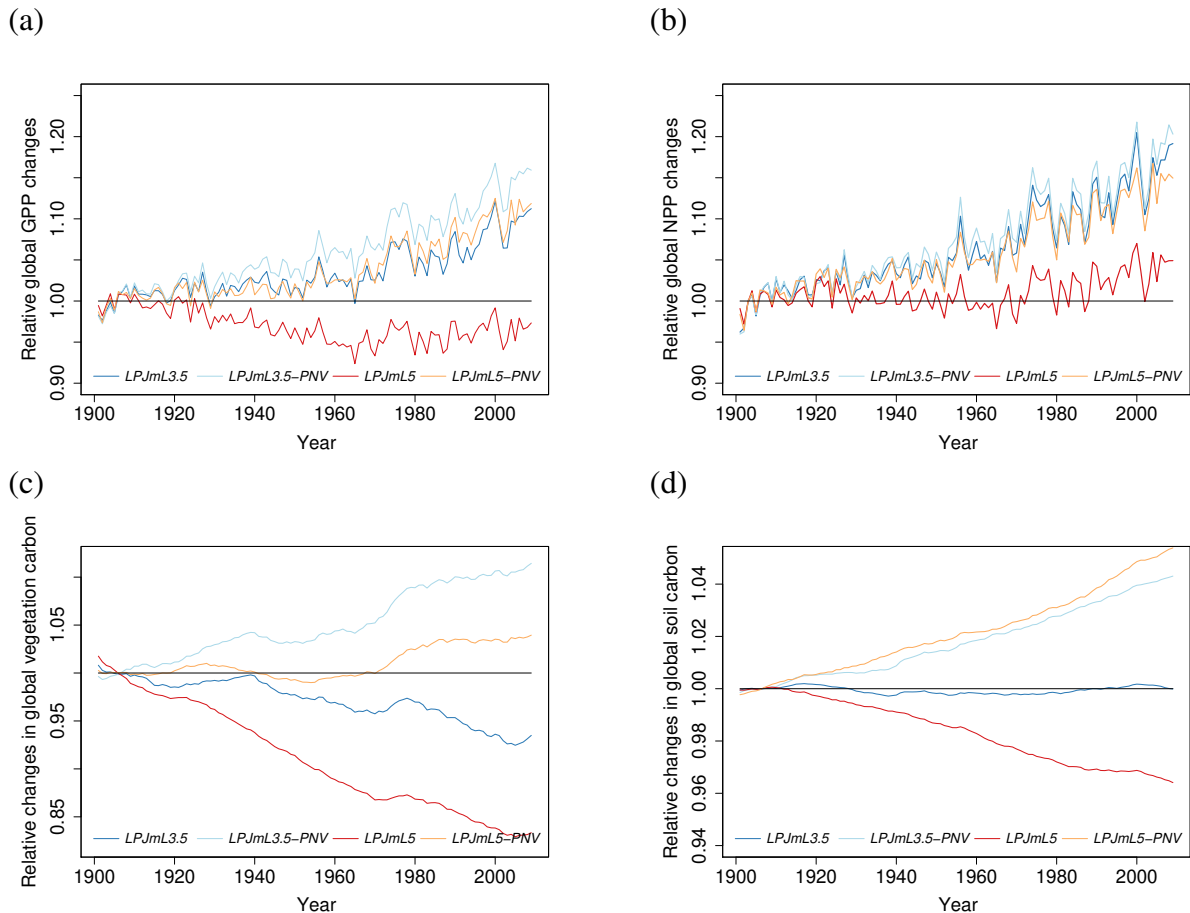 (a)
Relative global GPP changes
0.90 1.00 1.10 1.20
LPJmL3.5 LPJmL3.5−PNV LPJmL5 LPJmL5−PNV
1900 1920 1940 1960 1980 2000
Year
(b)
Relative global NPP changes
0.90 1.00 1.10 1.20
LPJmL3.5 LPJmL3.5−PNV LPJmL5 LPJmL5−PNV
1900 1920 1940 1960 1980 2000
Year
(c)
Relative changes in global vegetation carbon
0.85 0.95 1.05
LPJmL3.5 LPJmL3.5−PNV LPJmL5 LPJmL5−PNV
1900 1920 1940 1960 1980 2000
Year
(d)
Relative changes in global soil carbon
0.94 0.96 0.98 1.00 1.02 1.04
LPJmL3.5 LPJmL3.5−PNV LPJmL5 LPJmL5−PNV
1900 1920 1940 1960 1980 2000
Year